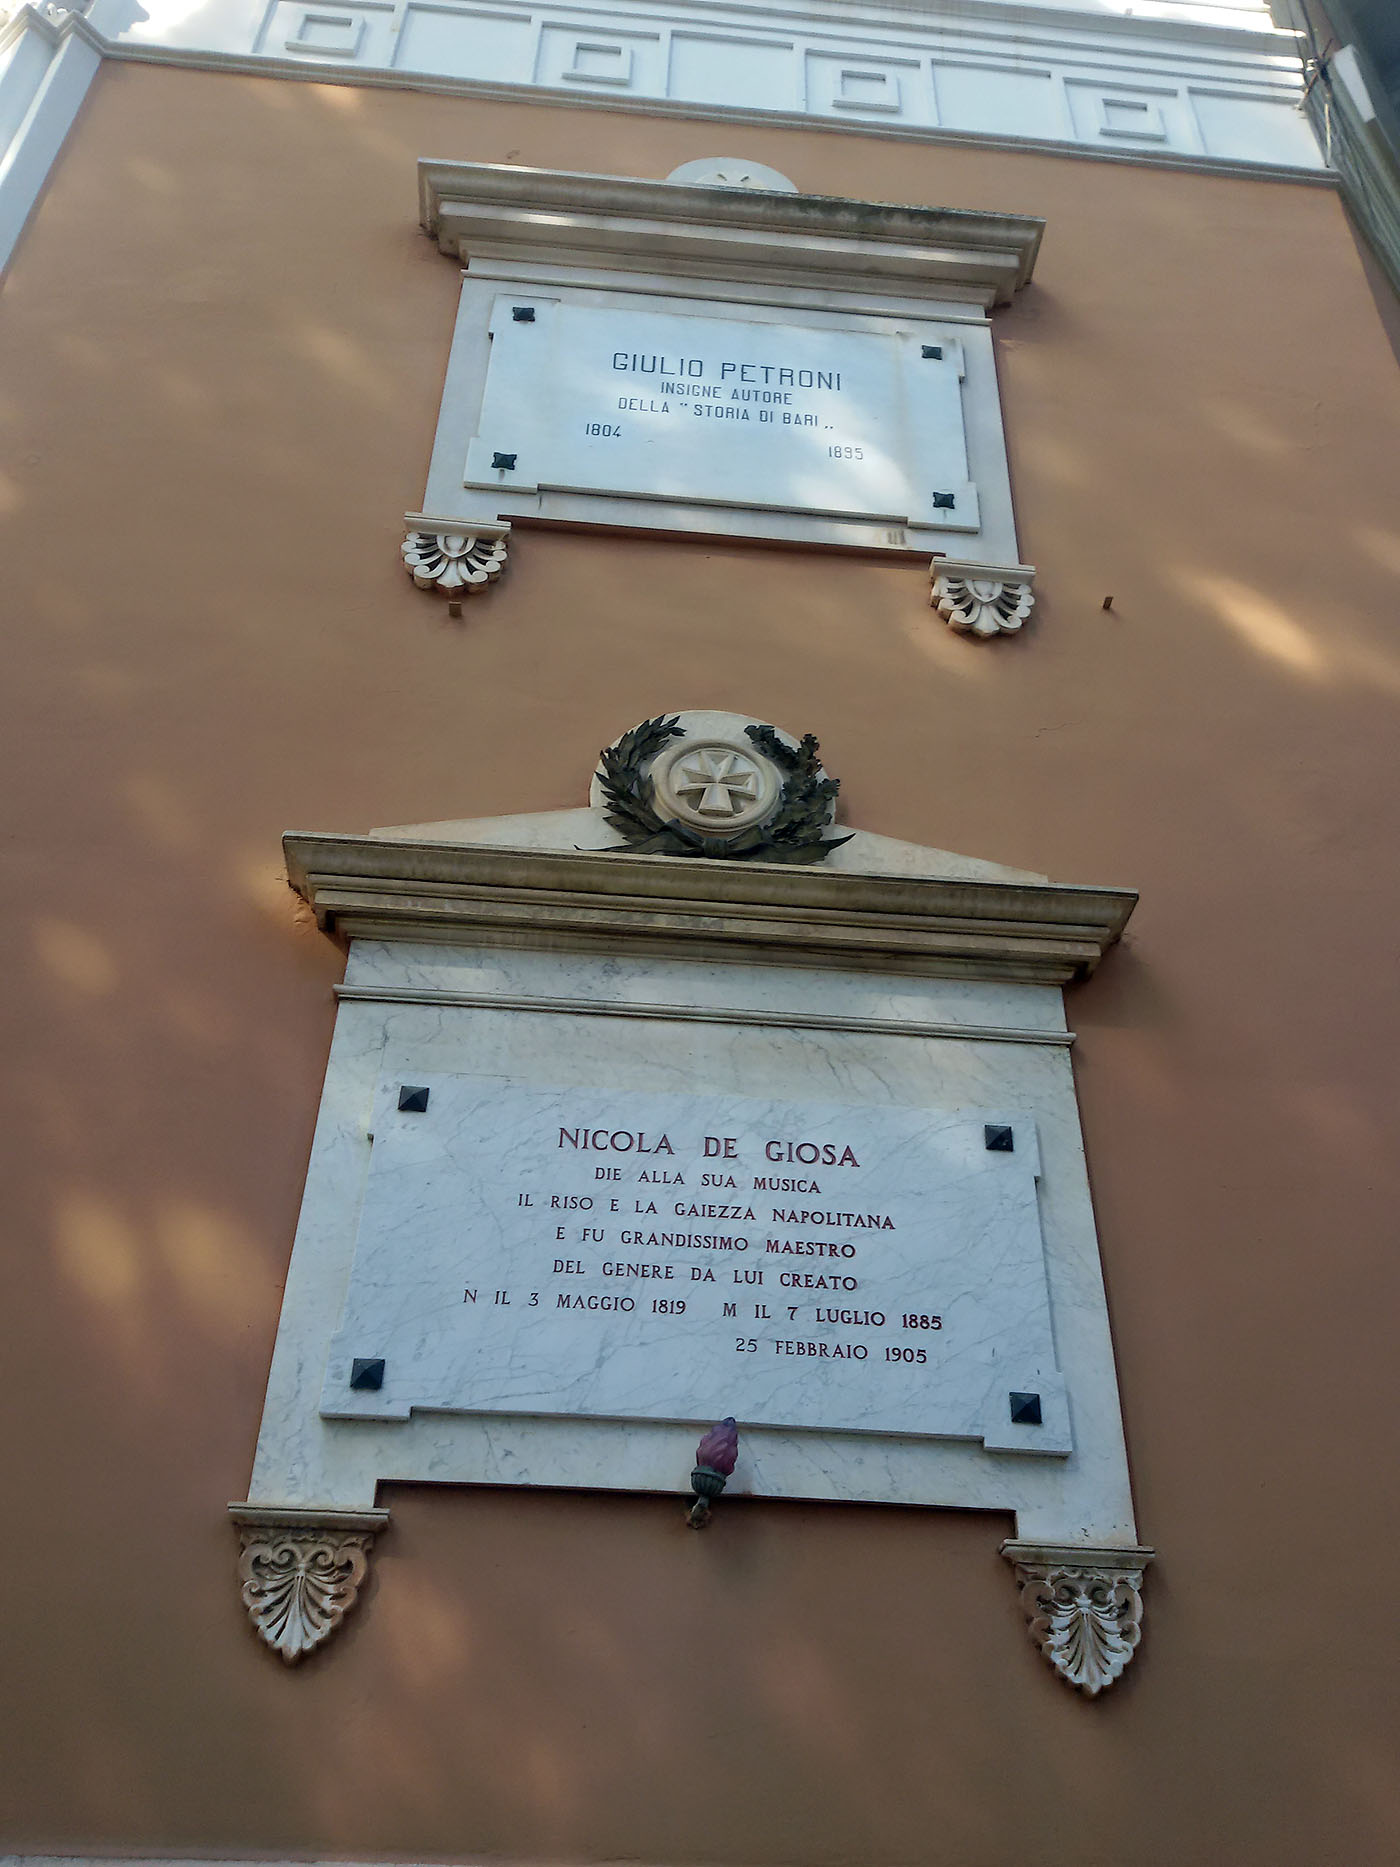 GIULIO PETRONI
INSIGNE AUTORE
DELLA "STORIA DI BARI„
1804
1895
NICOLA DE GIOSA
DIE ALLA SUA MUSICA
IL RISO E LA GAIEZZA NAPOLITANA
E FU GRANDISSIMO MAESTRO
DEL GENERE DA LUI CREATO
N IL 3 MAGGIO 1819 M IL 7 LUGLIO 1885
25 FEBBRAIO 1905